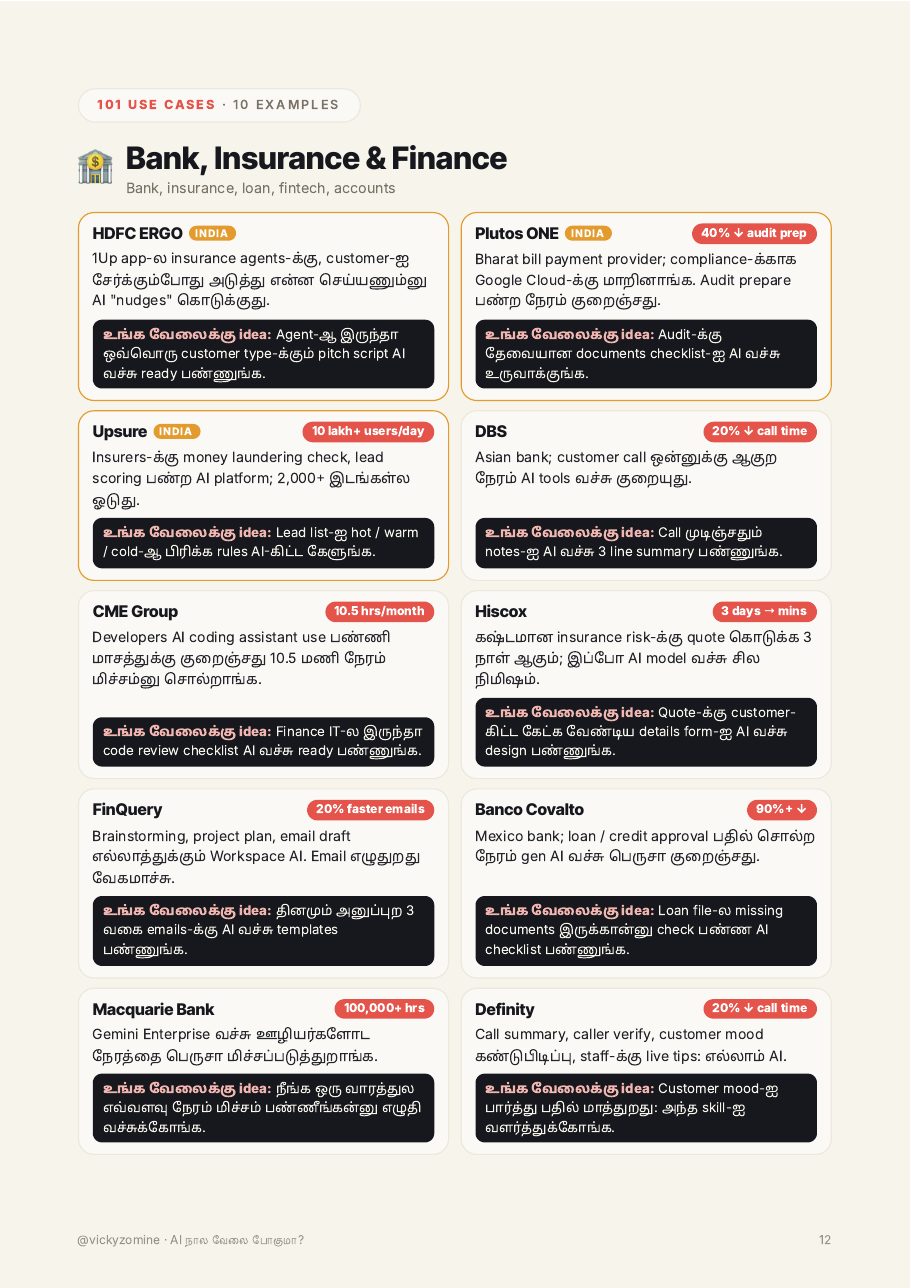 101 USE CASES · 10 EXAMPLES
Bank, Insurance & Finance
Bank, insurance, loan, fintech, accounts
HDFC ERGO INDIA
1Up app-ல insurance agents-க்கு, customer-ஐ
சேர்க்கும்போது அடுத்து என்ன செய்யணும்னு
AI "nudges" கொடுக்குது.
உங்க வேலைக்கு idea: Agent-ஆ இருந்தா
ஒவ்வொரு customer type-க்கும் pitch script AI
வச்சு ready பண்ணுங்க.
Plutos ONE INDIA 40% ↓ audit prep
Bharat bill payment provider; compliance-க்காக
Google Cloud-க்கு மாறினாங்க. Audit prepare
பண்ற நேரம் குறைஞ்சது.
உங்க வேலைக்கு idea: Audit-க்கு
தேவையான documents checklist-ஐ AI வச்சு
உருவாக்குங்க.
Upsure INDIA 10 lakh+ users/day
Insurers-க்கு money laundering check, lead
scoring பண்ற AI platform; 2,000+ இடங்கள்ல
ஓடுது.
உங்க வேலைக்கு idea: Lead list-ஐ hot / warm
/ cold-ஆ பிரிக்க rules AI-கிட்ட கேளுங்க.
DBS 20% ↓ call time
Asian bank; customer call ஒன்னுக்கு ஆகுற
நேரம் AI tools வச்சு குறையுது.
உங்க வேலைக்கு idea: Call முடிஞ்சதும்
notes-ஐ AI வச்சு 3 line summary பண்ணுங்க.
CME Group 10.5 hrs/month
Developers AI coding assistant use பண்ணி
மாசத்துக்கு குறைஞ்சது 10.5 மணி நேரம்
மிச்சம்னு சொல்றாங்க.
உங்க வேலைக்கு idea: Finance IT-ல இருந்தா
code review checklist AI வச்சு ready பண்ணுங்க.
Hiscox 3 days → mins
கஷ்டமான insurance risk-க்கு quote கொடுக்க 3
நாள் ஆகும்; இப்போ AI model வச்சு சில
நிமிஷம்.
உங்க வேலைக்கு idea: Quote-க்கு customer-
கிட்ட கேட்க வேண்டிய details form-ஐ AI வச்சு
design பண்ணுங்க.
FinQuery 20% faster emails
Brainstorming, project plan, email draft
எல்லாத்துக்கும் Workspace AI. Email எழுதுறது
வேகமாச்சு.
உங்க வேலைக்கு idea: தினமும் அனுப்புற 3
வகை emails-க்கு AI வச்சு templates
பண்ணுங்க.
Banco Covalto 90%+ ↓
Mexico bank; loan / credit approval பதில் சொல்ற
நேரம் gen AI வச்சு பெருசா குறைஞ்சது.
உங்க வேலைக்கு idea: Loan file-ல missing
documents இருக்கான்னு check பண்ண AI
checklist பண்ணுங்க.
Macquarie Bank 100,000+ hrs
Gemini Enterprise வச்சு ஊழியர்களோட
நேரத்தை பெருசா மிச்சப்படுத்துறாங்க.
உங்க வேலைக்கு idea: நீங்க ஒரு வாரத்துல
எவ்வளவு நேரம் மிச்சம் பண்ணீங்கன்னு எழுதி
வச்சுக்கோங்க.
Definity 20% ↓ call time
Call summary, caller verify, customer mood
கண்டுபிடிப்பு, staff-க்கு live tips: எல்லாம் AI.
உங்க வேலைக்கு idea: Customer mood-ஐ
பார்த்து பதில் மாத்துறது: அந்த skill-ஐ
வளர்த்துக்கோங்க.
@vickyzomine · AI நால வேலை போகுமா? 12